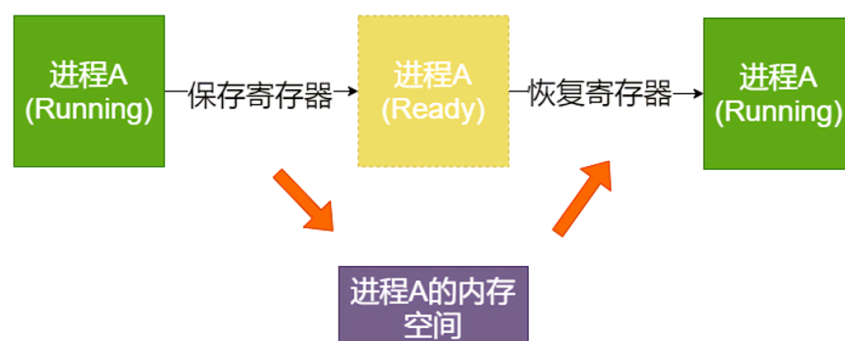 进程A
(Running)
保存寄存器
进程A
(Ready)
恢复寄存器
进程A
(Running)
进程A的内存
空间